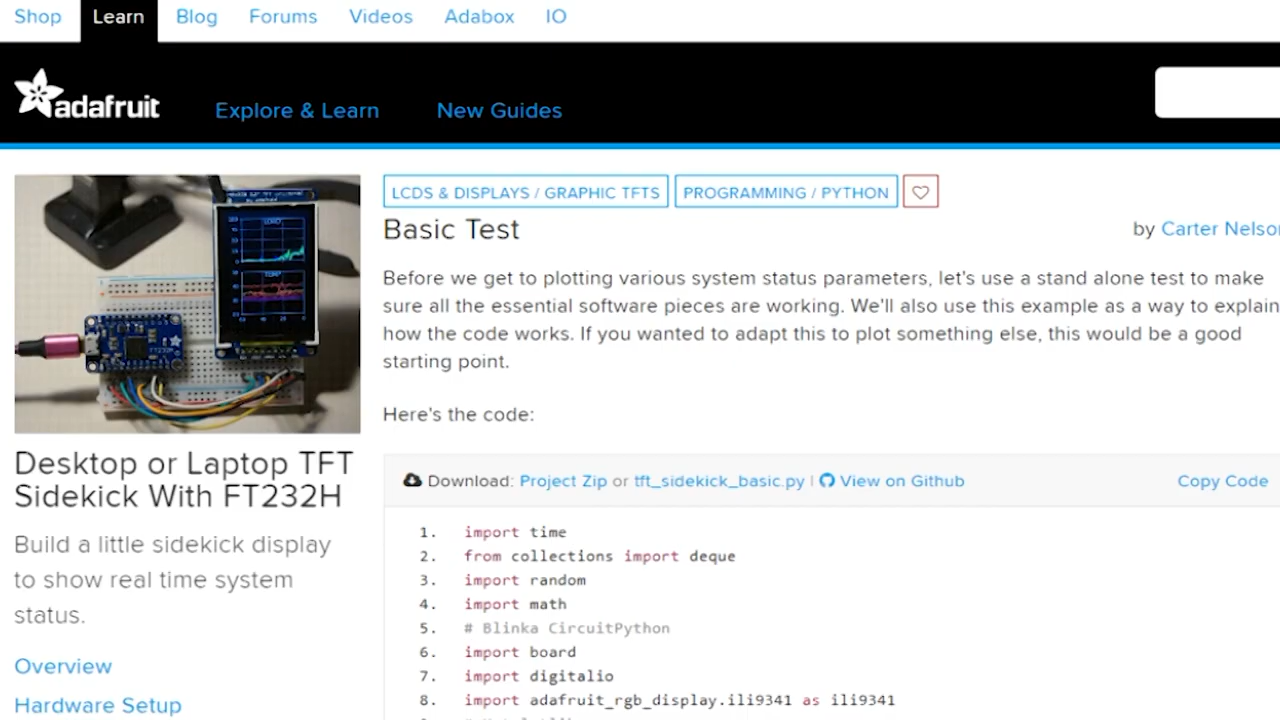 Shop Learn Blog Forums Videos Adabox IO
adafruit Explore & Learn New Guides
LCDS & DISPLAYS / GRAPHIC TFTS PROGRAMMING / PYTHON
Basic Test
by Carter Nelson
Before we get to plotting various system status parameters, let's use a stand alone test to make
sure all the essential software pieces are working. We'll also use this example as a way to explain
how the code works. If you wanted to adapt this to plot something else, this would be a good
starting point.
Here's the code:
Download: Project Zip or tft_sidekick_basic.py | View on Github Copy Code
1. import time
2. from collections import deque
3. import random
4. import math
5. # Blinka CircuitPython
6. import board
7. import digitalio
8. import adafruit_rgb_display.ili9341 as ili9341
LOAD
TEMP
FT232H
Desktop or Laptop TFT
Sidekick With FT232H
Build a little sidekick display
to show real time system
status.
Overview
Hardware Setup